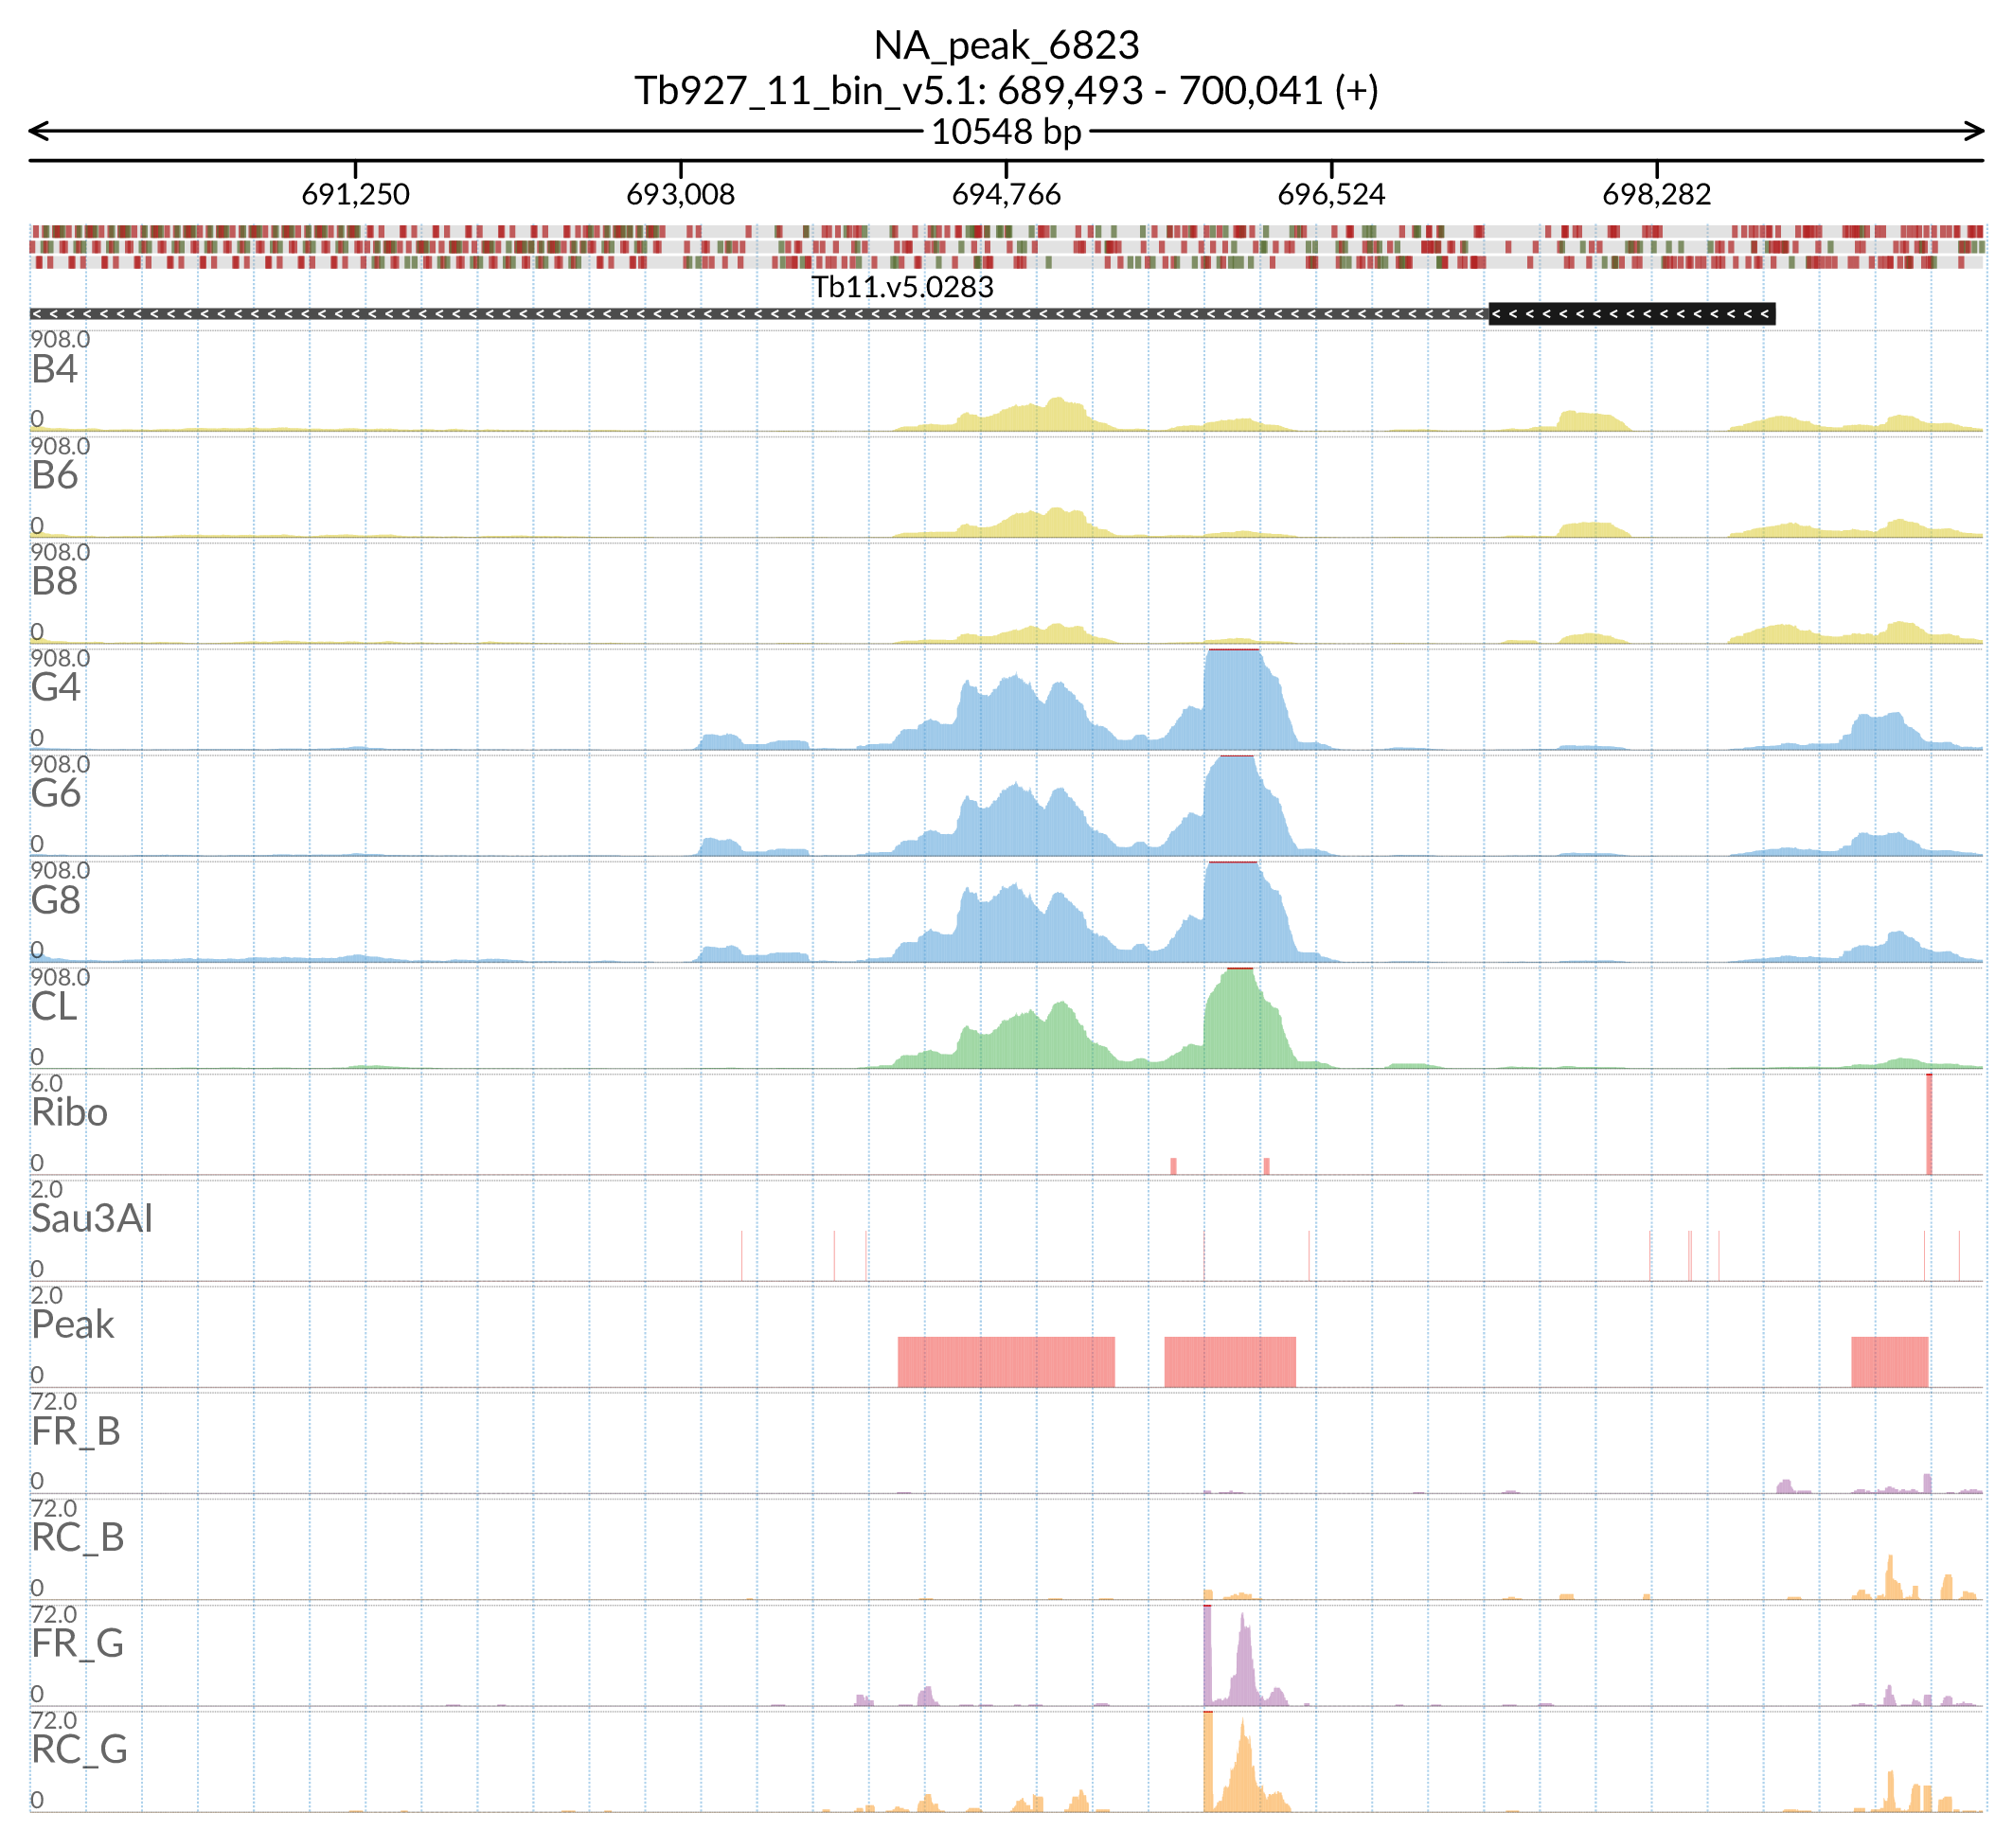 NA_peak_6823
Tb927_11_bin_v5.1: 689,493 - 700,041 (+)
10548 bp
691,250 693,008 694,766 696,524 698,282
Tb11.v5.0283
908.0
B4
0
908.0
B6
0
908.0
B8
0
908.0
G4
0
908.0
G6
0
908.0
G8
0
908.0
CL
0
6.0
Ribo
0
2.0
Sau3AI
0
2.0
Peak
0
72.0
FR_B
0
72.0
RC_B
0
72.0
FR_G
0
72.0
RC_G
0